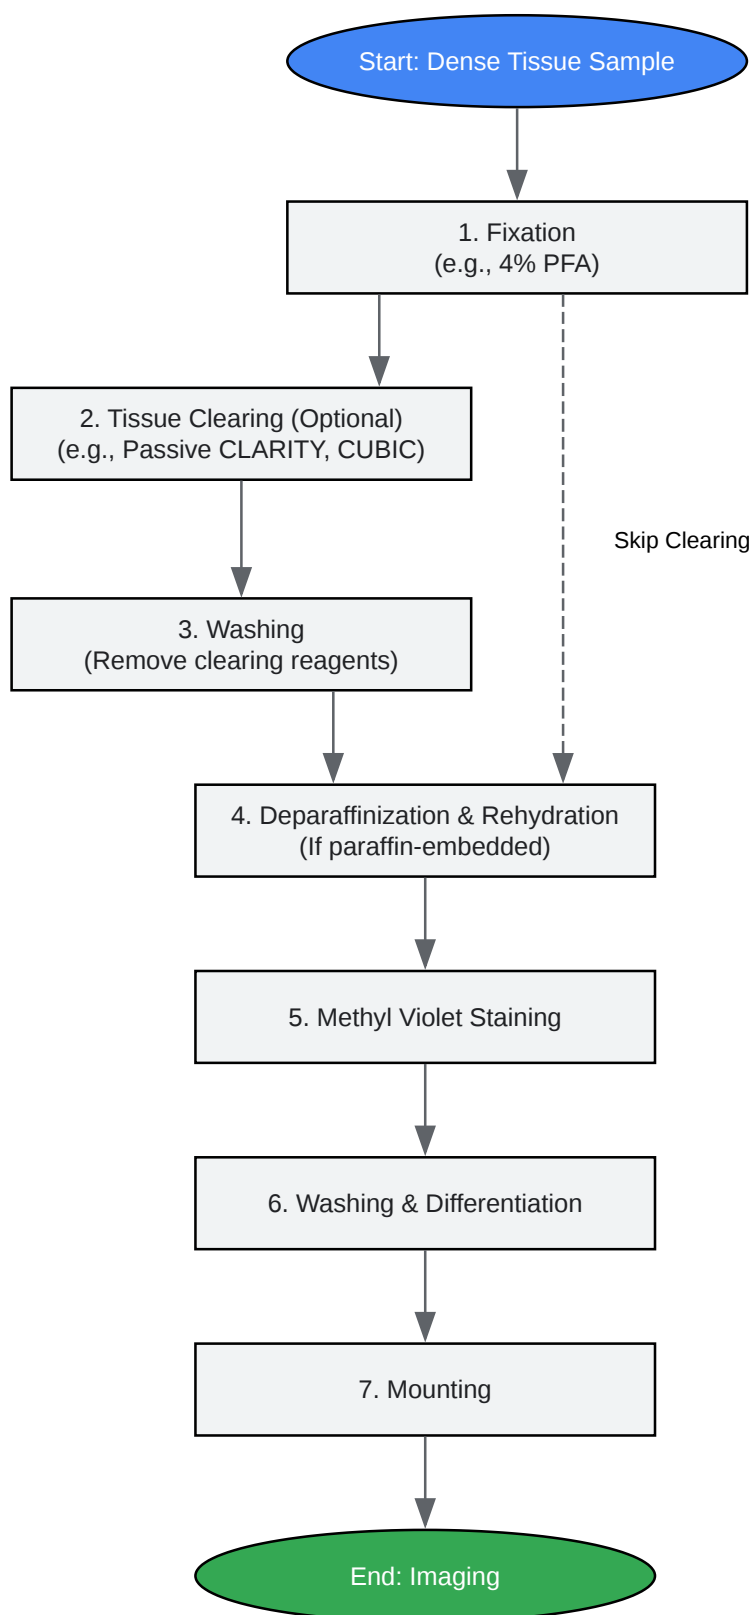 Start: Dense Tissue Sample
1. Fixation
(e.g., 4% PFA)
2. Tissue Clearing (Optional)
(e.g., Passive CLARITY, CUBIC)
Skip Clearing
3. Washing
(Remove clearing reagents)
4. Deparaffinization & Rehydration
(If paraffin-embedded)
5. Methyl Violet Staining
6. Washing & Differentiation
7. Mounting
End: Imaging